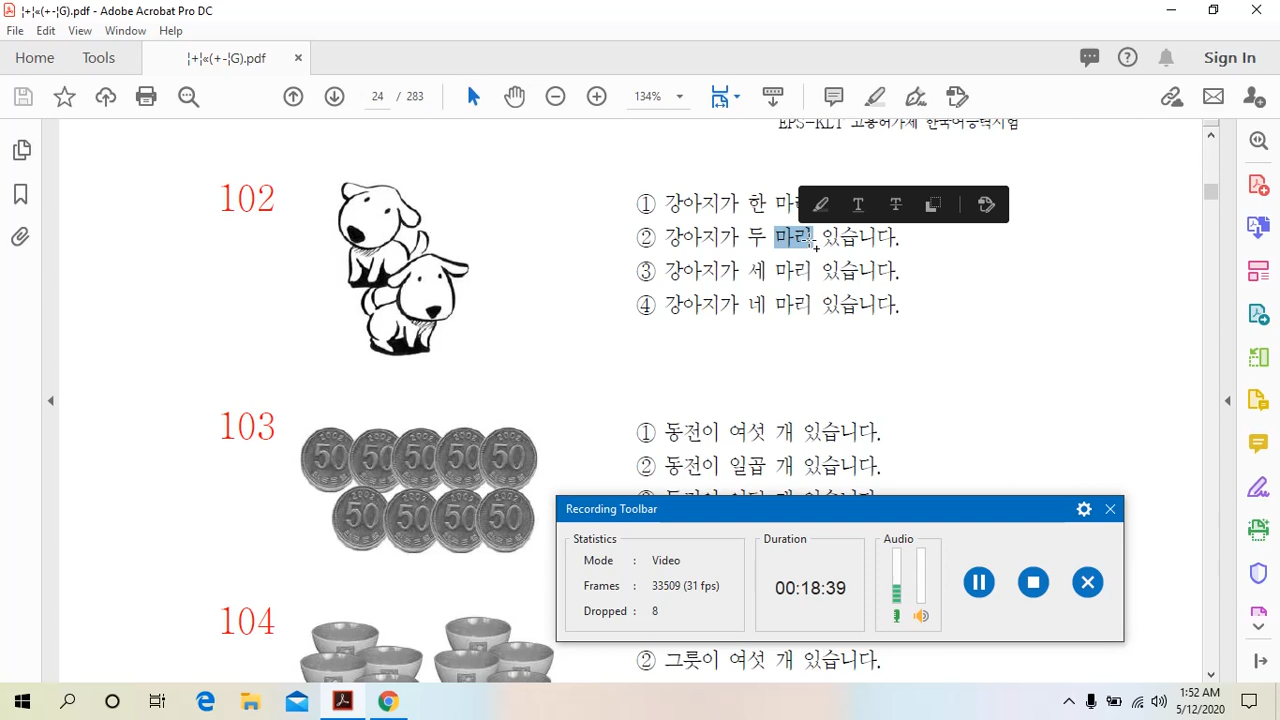 ¦+¦«(+-¦G).pdf - Adobe Acrobat Pro DC
File Edit View Window Help
Home Tools ¦+¦«(+-¦G).pdf × Sign In
24 / 283 134%
EPS-KLT 고용허가제 한국어능력시험
102
① 강아지가 한
② 강아지가 두 마리 있습니다.
③ 강아지가 세 마리 있습니다.
④ 강아지가 네 마리 있습니다.
103
① 동전이 여섯 개 있습니다.
② 동전이 일곱 개 있습니다.
2002 50
Recording Toolbar
Statistics Duration Audio
Mode : Video
Frames : 33509 (31 fps)
Dropped : 8
00:18:39
104
② 그릇이 여섯 개 있습니다.
1:52 AM
5/12/2020